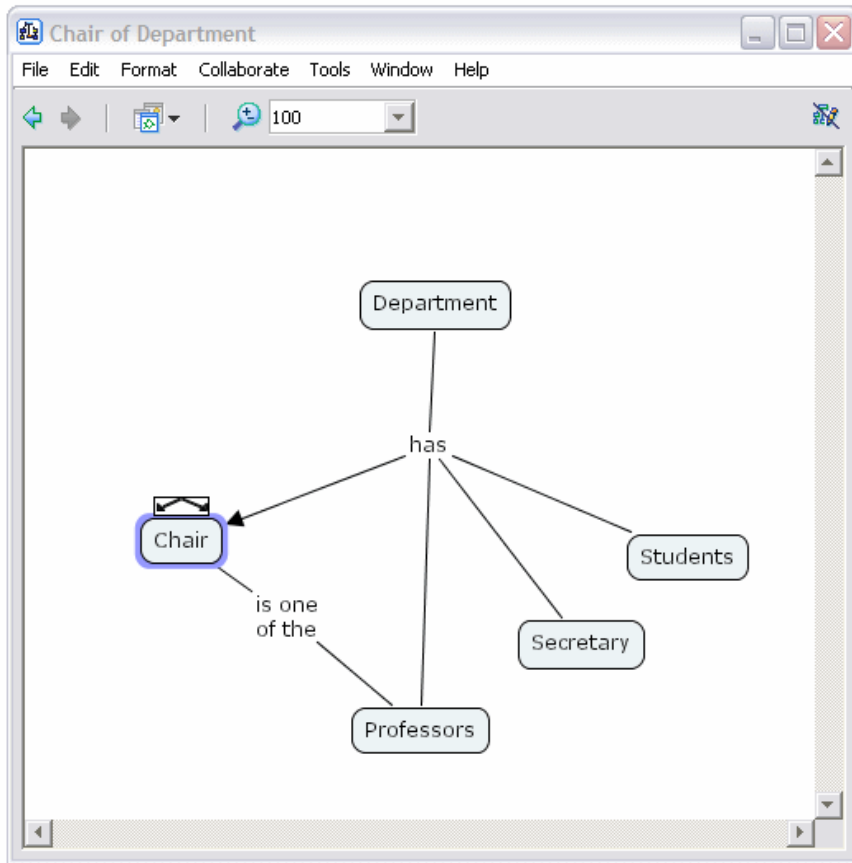 Chair of Department
File Edit Format Collaborate Tools Window Help
100
Department
has
Chair
Students
is one
of the
Secretary
Professors